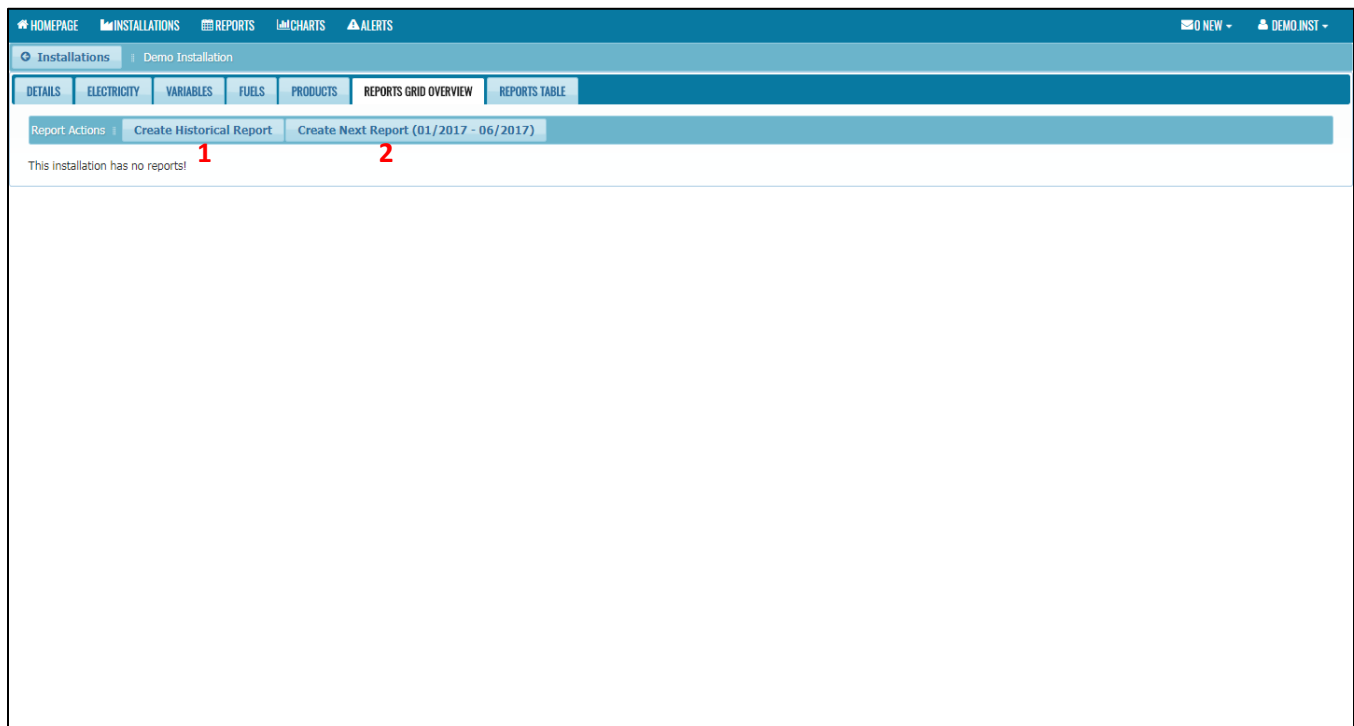 HOMEPAGE INSTALLATIONS REPORTS CHARTS ALERTS 0 NEW DEMO.INST
Installations Demo Installation
DETAILS ELECTRICITY VARIABLES FUELS PRODUCTS REPORTS GRID OVERVIEW REPORTS TABLE
Report Actions Create Historical Report Create Next Report (01/2017 - 06/2017)
1 2
This installation has no reports!